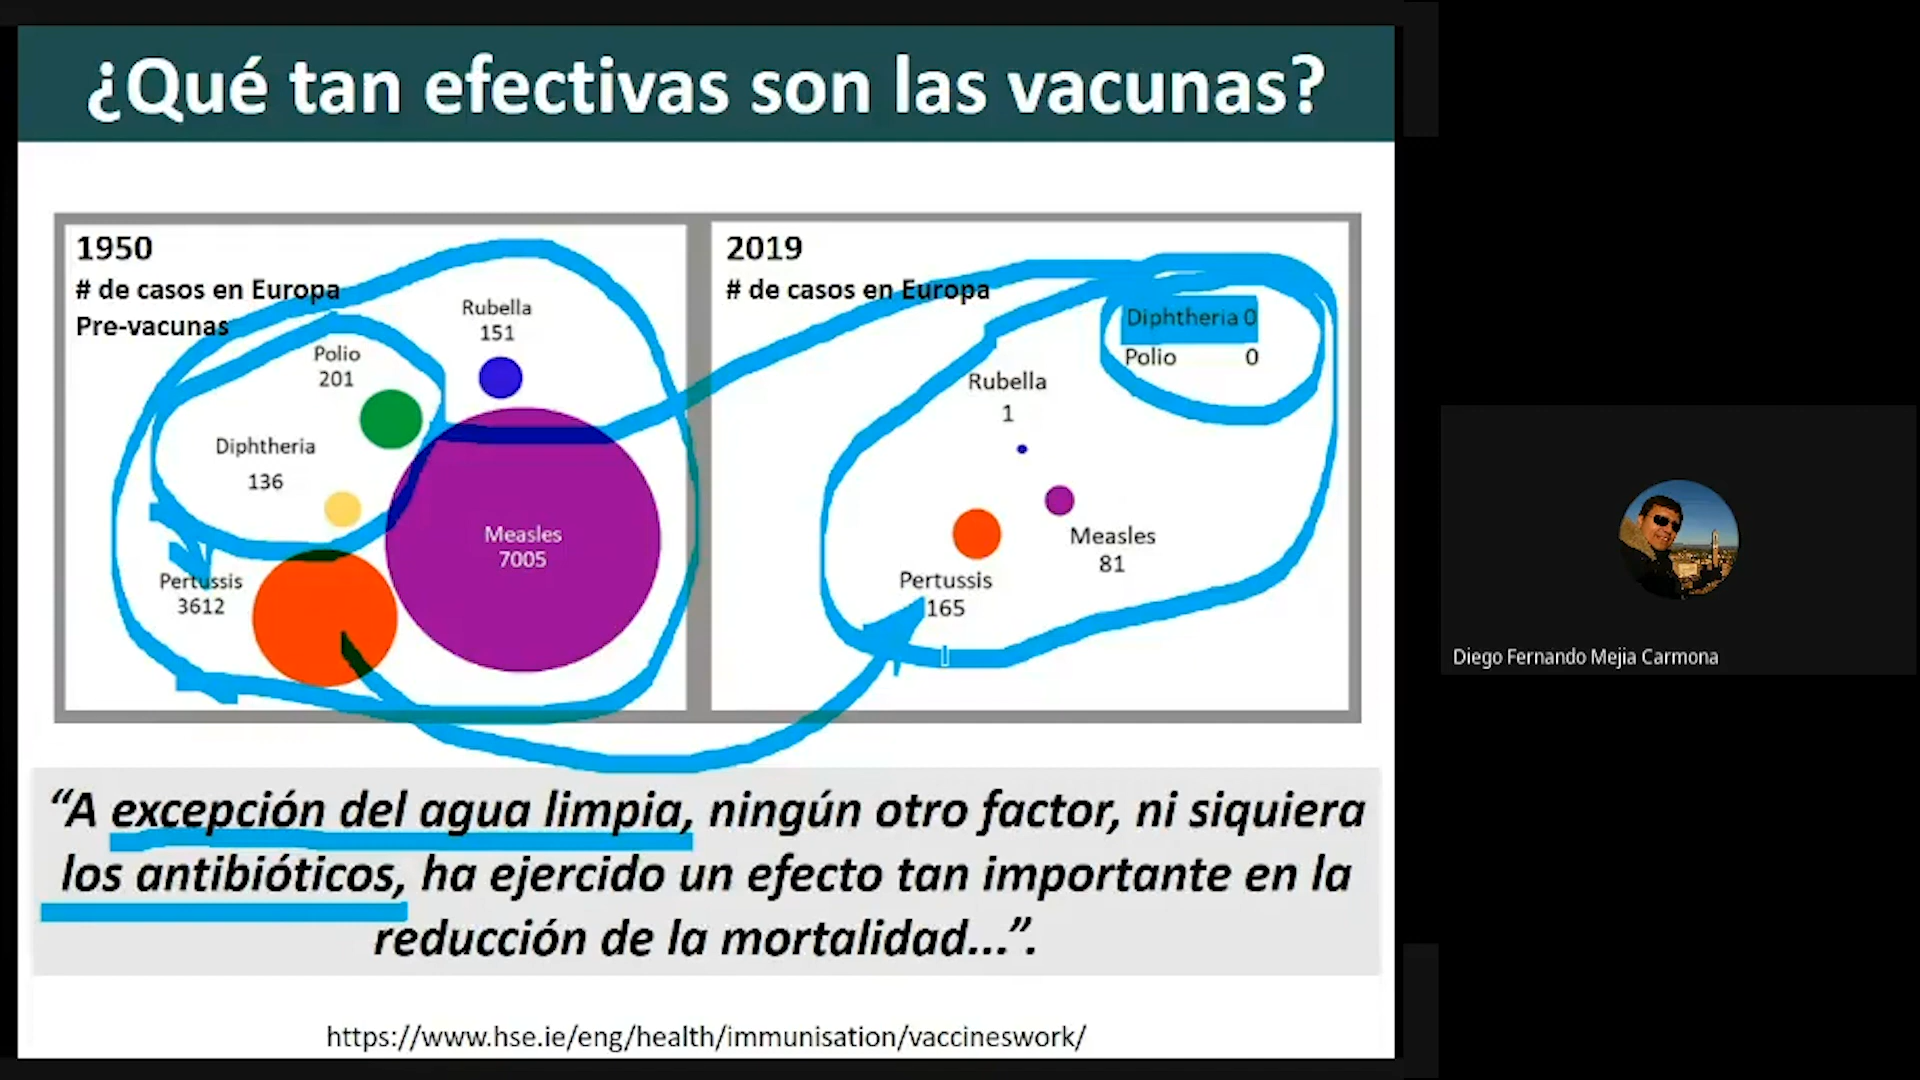 ¿Qué tan efectivas son las vacunas?
1950
# de casos en Europa
Pre-vacunas
Rubella
151
Polio
201
Diphtheria
136
Measles
7005
Pertussis
3612
2019
# de casos en Europa
Diphtheria 0
Polio 0
Rubella
1
Measles
81
Pertussis
165
“A excepción del agua limpia, ningún otro factor, ni siquiera
los antibióticos, ha ejercido un efecto tan importante en la
reducción de la mortalidad...”.
https://www.hse.ie/eng/health/immunisation/vaccineswork/
Diego Fernando Mejia Carmona